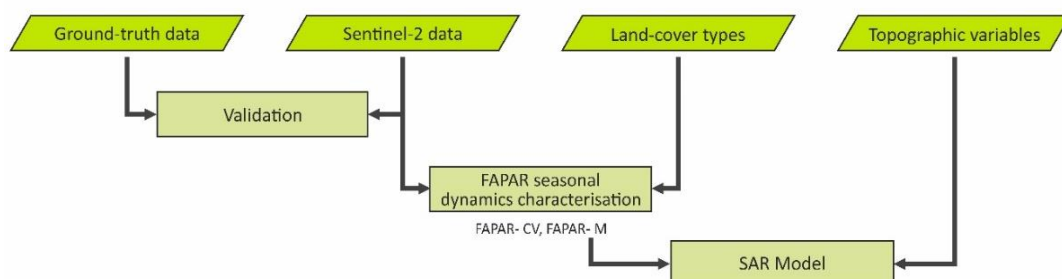 Ground-truth data
Sentinel-2 data
Land-cover types
Topographic variables
Validation
FAPAR seasonal
dynamics characterisation
FAPAR- CV, FAPAR- M
SAR Model